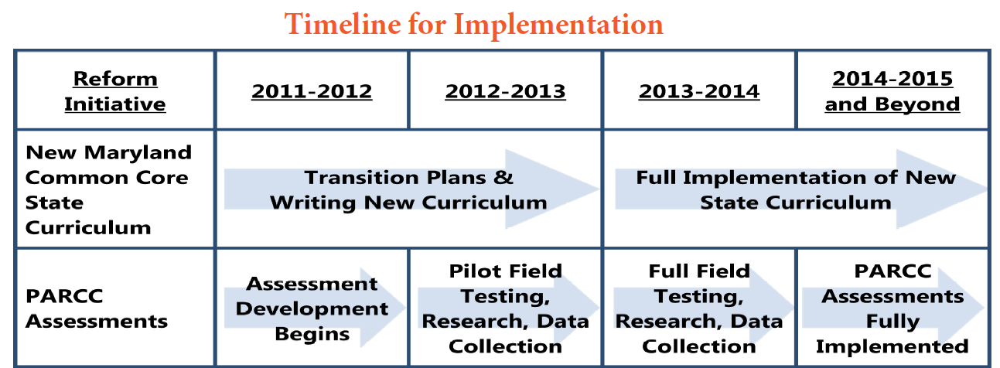 Timeline for Implementation
Reform
Initiative
2011-2012
2012-2013
2013-2014
2014-2015
and Beyond
New Maryland
Common Core
State
Curriculum
Transition Plans &
Writing New Curriculum
Full Implementation of New
State Curriculum
PARCC
Assessments
Assessment
Development
Begins
Pilot Field
Testing,
Research, Data
Collection
Full Field
Testing,
Research, Data
Collection
PARCC
Assessments
Fully
Implemented